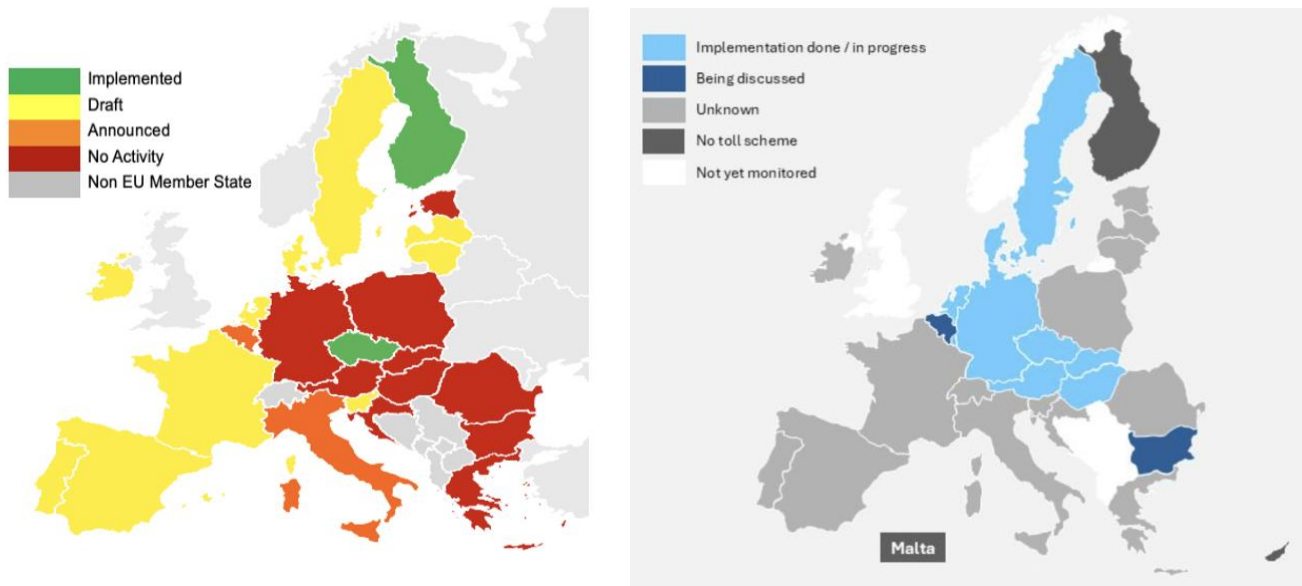 Implemented
Draft
Announced
No Activity
Non EU Member State
Implementation done / in progress
Being discussed
Unknown
No toll scheme
Not yet monitored
Malta